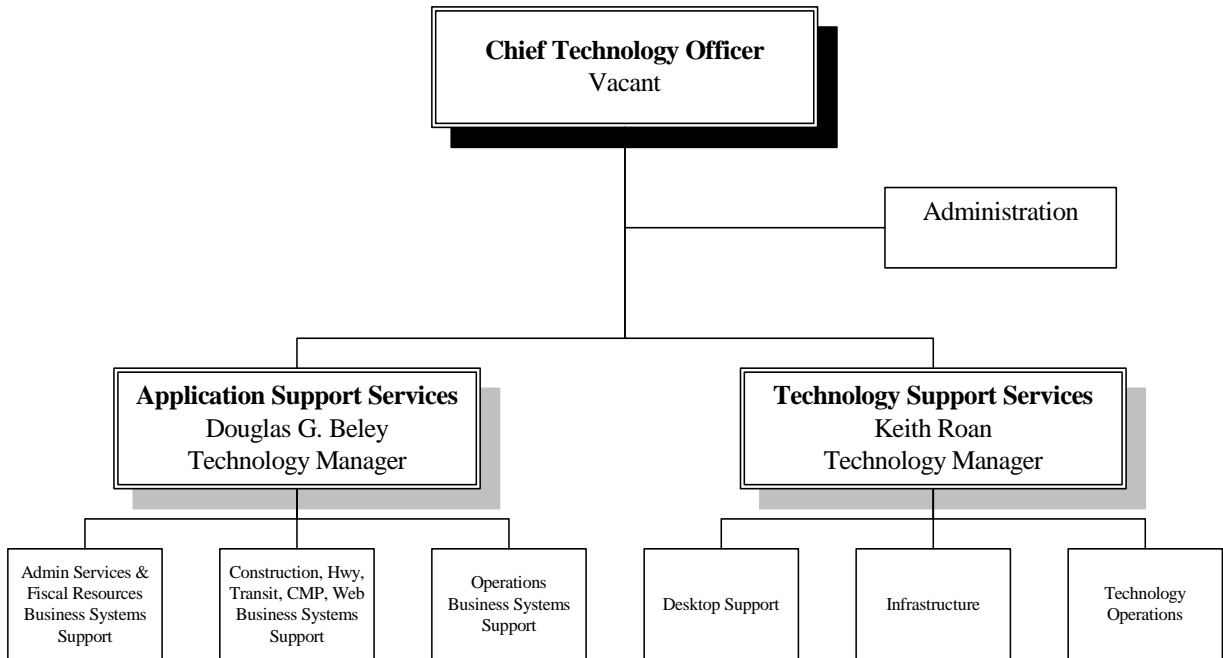 Chief Technology Officer
Vacant
Administration
Application Support Services
Douglas G. Beley
Technology Manager
Technology Support Services
Keith Roan
Technology Manager
Admin Services &
Fiscal Resources
Business Systems
Support
Construction, Hwy,
Transit, CMP, Web
Business Systems
Support
Operations
Business Systems
Support
Desktop Support
Infrastructure
Technology
Operations